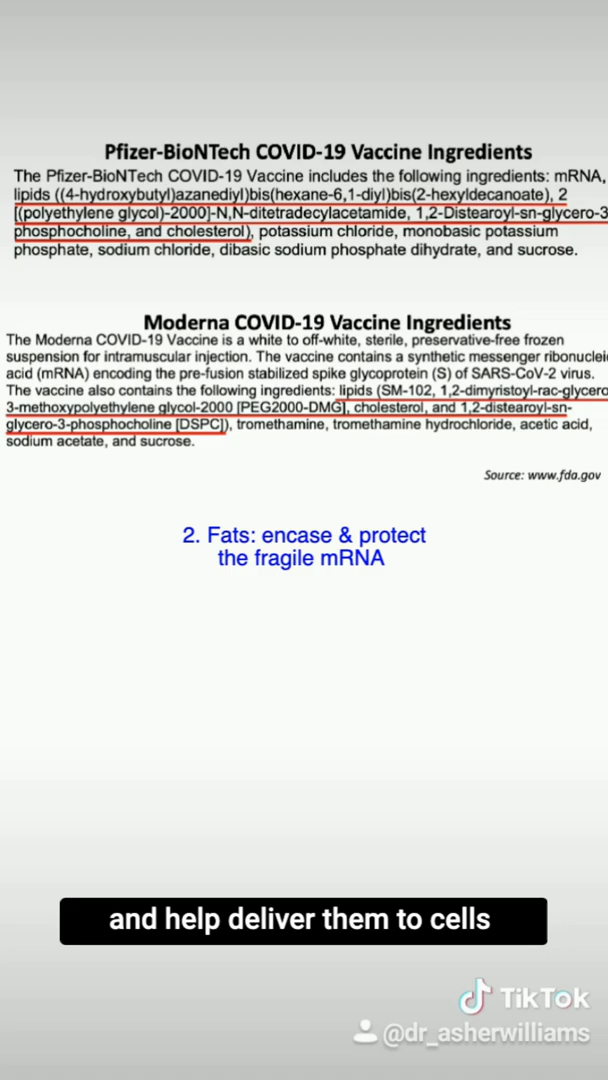 Pfizer-BioNTech COVID-19 Vaccine Ingredients
The Pfizer-BioNTech COVID-19 Vaccine includes the following ingredients: mRNA,
lipids ((4-hydroxybutyl)azanediyl)bis(hexane-6,1-diyl)bis(2-hexyldecanoate), 2
[(polyethylene glycol)-2000]-N,N-ditetradecylacetamide, 1,2-Distearoyl-sn-glycero-3
phosphocholine, and cholesterol), potassium chloride, monobasic potassium
phosphate, sodium chloride, dibasic sodium phosphate dihydrate, and sucrose.
Moderna COVID-19 Vaccine Ingredients
The Moderna COVID-19 Vaccine is a white to off-white, sterile, preservative-free frozen
suspension for intramuscular injection. The vaccine contains a synthetic messenger ribonuclei
acid (mRNA) encoding the pre-fusion stabilized spike glycoprotein (S) of SARS-CoV-2 virus.
The vaccine also contains the following ingredients: lipids (SM-102, 1,2-dimyristoyl-rac-glycero
3-methoxypolyethylene glycol-2000 [PEG2000-DMG], cholesterol, and 1,2-distearoyl-sn-
glycero-3-phosphocholine [DSPC]), tromethamine, tromethamine hydrochloride, acetic acid,
sodium acetate, and sucrose.
Source: www.fda.gov
2. Fats: encase & protect
the fragile mRNA
and help deliver them to cells
TikTok
@dr_asherwilliams